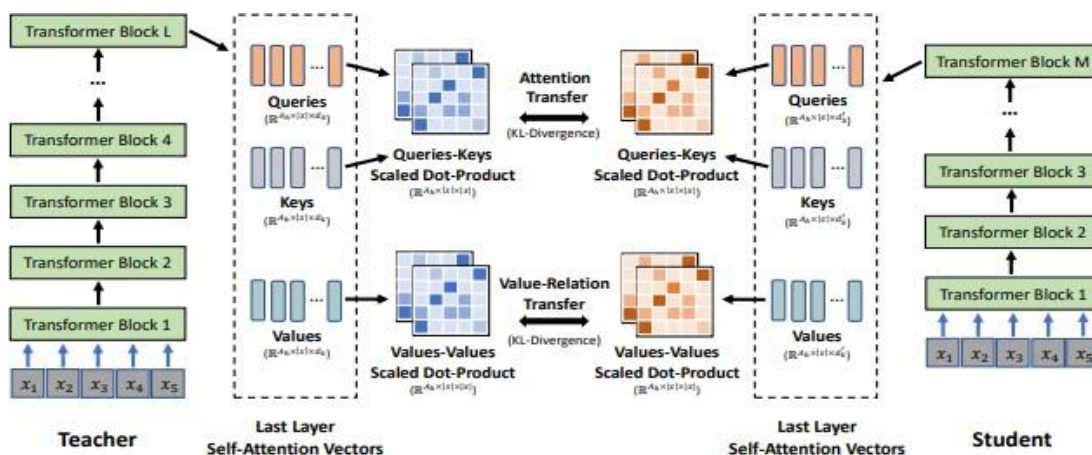 Transformer Block L
...
Transformer Block 4
Transformer Block 3
Transformer Block 2
Transformer Block 1
x₁ x₂ x₃ x₄ x₅
Teacher
...
Queries
...
Keys
...
Values
Last Layer
Self-Attention Vectors
Queries-Keys
Scaled Dot-Product
(ℝ^{A_h×|x|×|x|})
Values-Values
Scaled Dot-Product
(ℝ^{A_h×|x|×|x|})
Attention
Transfer
(KL-Divergence)
Value-Relation
Transfer
(KL-Divergence)
Queries-Keys
Scaled Dot-Product
(ℝ^{A_h×|x|×|x|})
Values-Values
Scaled Dot-Product
(ℝ^{A_h×|x|×|x|})
...
Queries
...
Keys
...
Values
Last Layer
Self-Attention Vectors
Transformer Block M
...
Transformer Block 3
Transformer Block 2
Transformer Block 1
x₁ x₂ x₃ x₄ x₅
Student